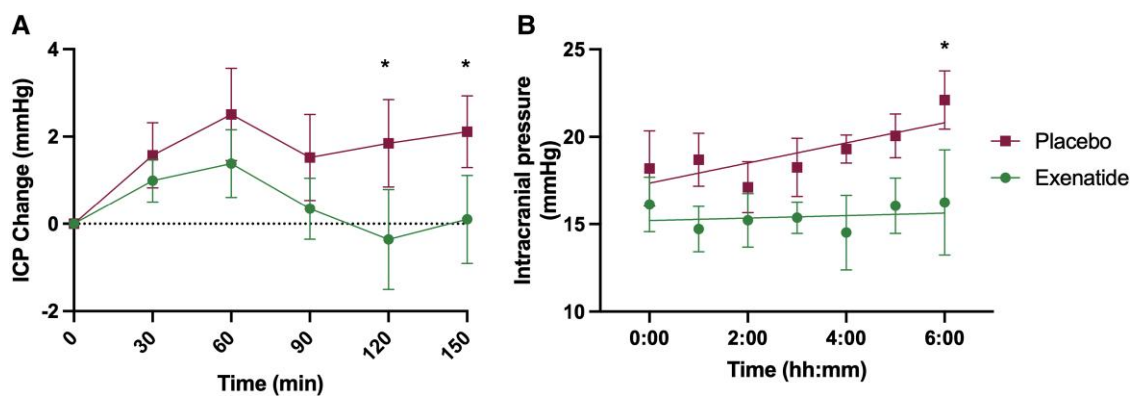 A
ICP Change (mmHg)
4
2
0
-2
*
*
0
30
60
90
120
150
Time (min)
B
Intracranial pressure
(mmHg)
25
20
15
10
*
0:00
2:00
4:00
6:00
Time (hh:mm)
Placebo
Exenatide